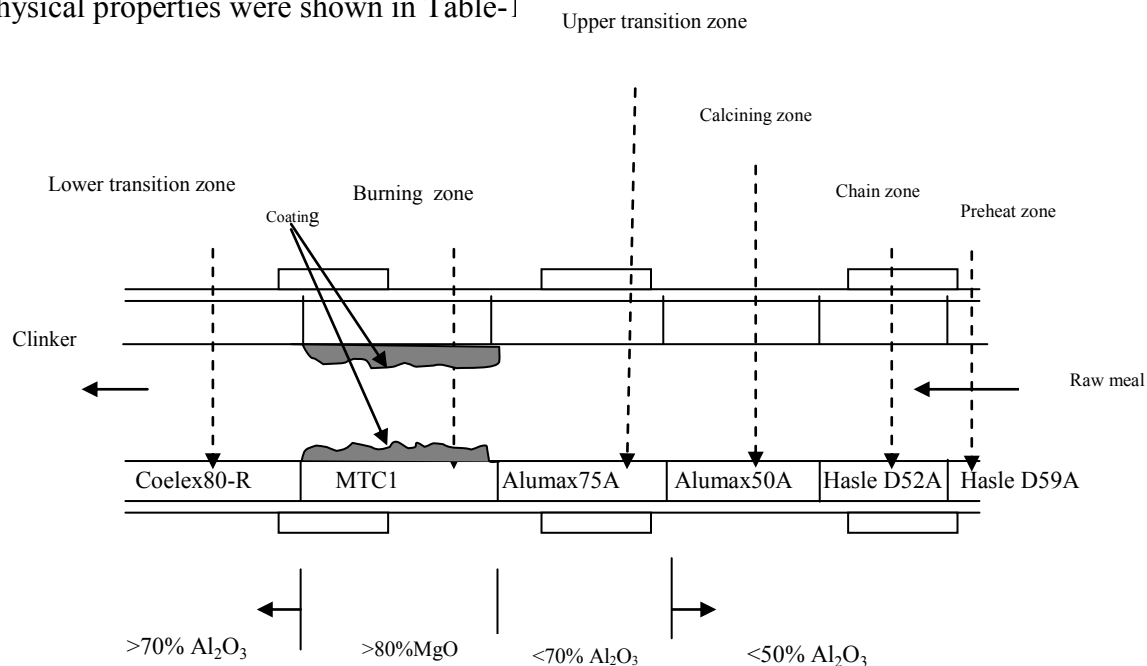 hysical properties were shown in Table-1
Upper transition zone
Calcining zone
Lower transition zone
Burning zone
Chain zone
Coating
Preheat zone
Clinker
Raw meal
Coelex80-R MTC1 Alumax75A Alumax50A Hasle D52A Hasle D59A
>70% Al₂O₃ >80%MgO <70% Al₂O₃ <50% Al₂O₃